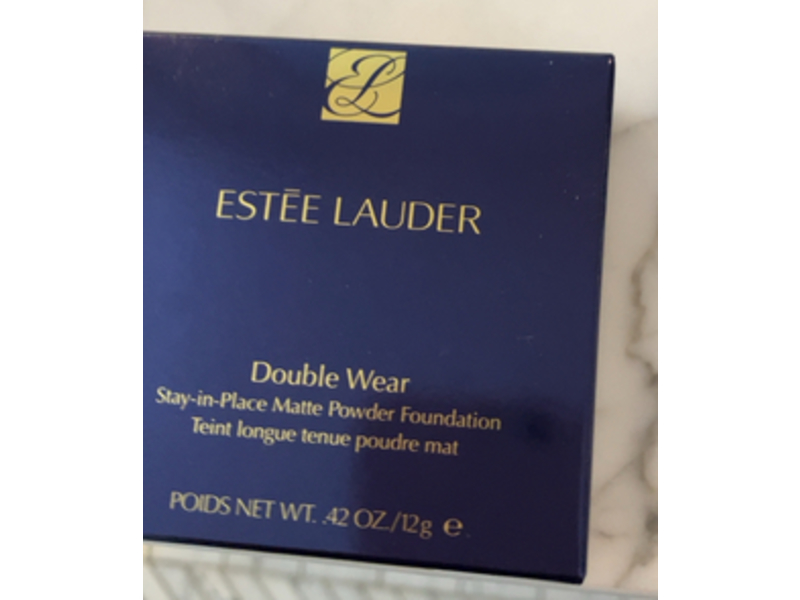 ESTĒE LAUDER
Double Wear
Stay-in-Place Matte Powder Foundation
Teint longue tenue poudre mat
POIDS NET WT. .42 OZ./12g ℮